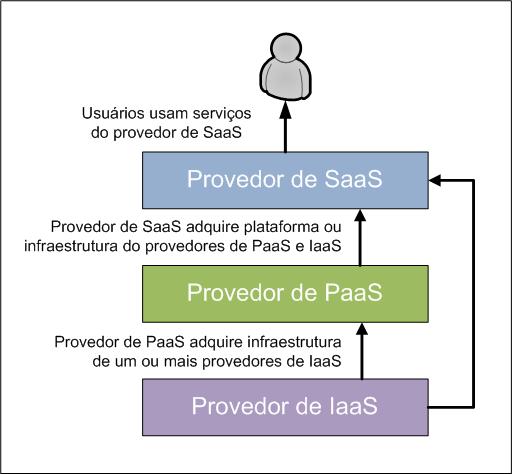 Usuários usam serviços
do provedor de SaaS
Provedor de SaaS
Provedor de SaaS adquire plataforma ou
infraestrutura do provedores de PaaS e IaaS
Provedor de PaaS
Provedor de PaaS adquire infraestrutura
de um ou mais provedores de IaaS
Provedor de IaaS